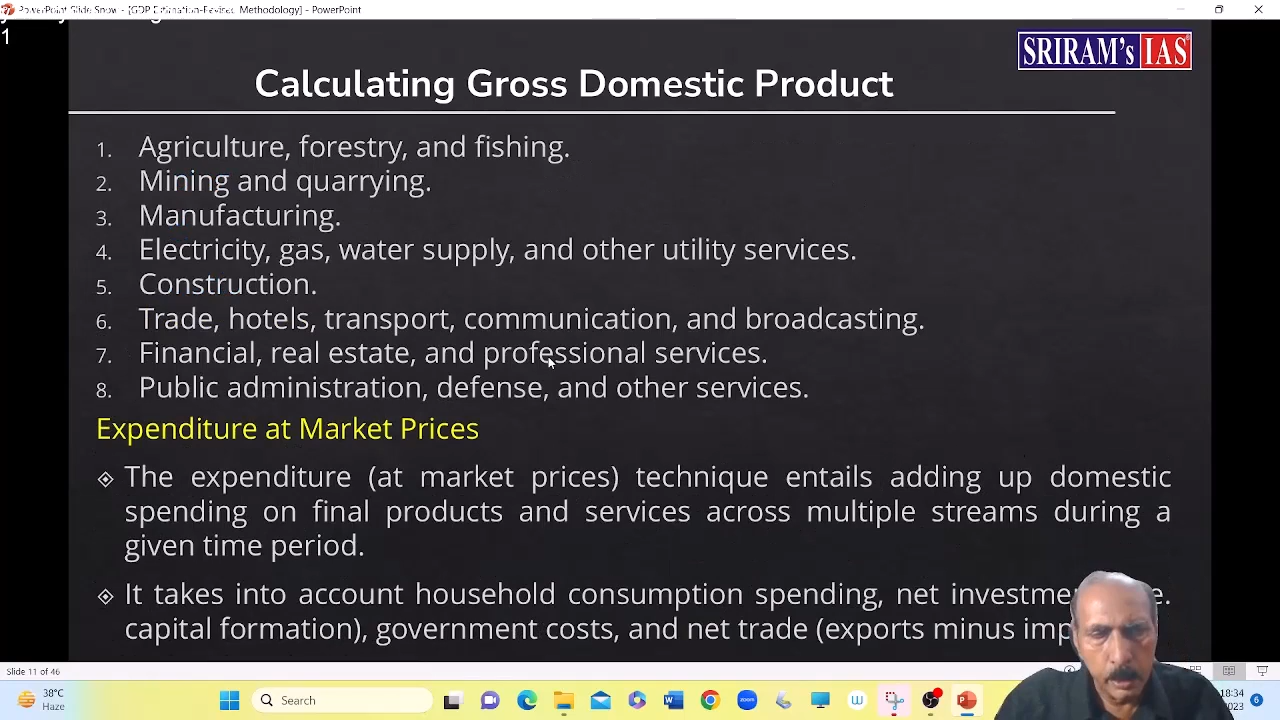 PowerPoint Slide Show - [GDP Estimation-Revised Methodology] - PowerPoint
1
SRIRAM's IAS
Calculating Gross Domestic Product
1. Agriculture, forestry, and fishing.
2. Mining and quarrying.
3. Manufacturing.
4. Electricity, gas, water supply, and other utility services.
5. Construction.
6. Trade, hotels, transport, communication, and broadcasting.
7. Financial, real estate, and professional services.
8. Public administration, defense, and other services.
Expenditure at Market Prices
The expenditure (at market prices) technique entails adding up domestic
spending on final products and services across multiple streams during a
given time period.
It takes into account household consumption spending, net
capital formation), government costs, and net trade (exports minus
Slide 11 of 46
38°C
Haze
Search
zoom
18:34
6